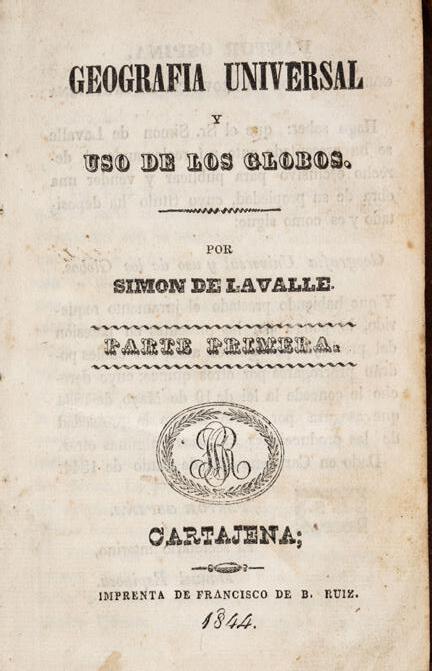 GEOGRAFIA UNIVERSAL
Y
USO DE LOS GLOBOS.
POR
SIMON DE LAVALLE.
PARTE PRIMERA.
CARTAJENA;
IMPRENTA DE FRANCISCO DE B. RUIZ.
1844.